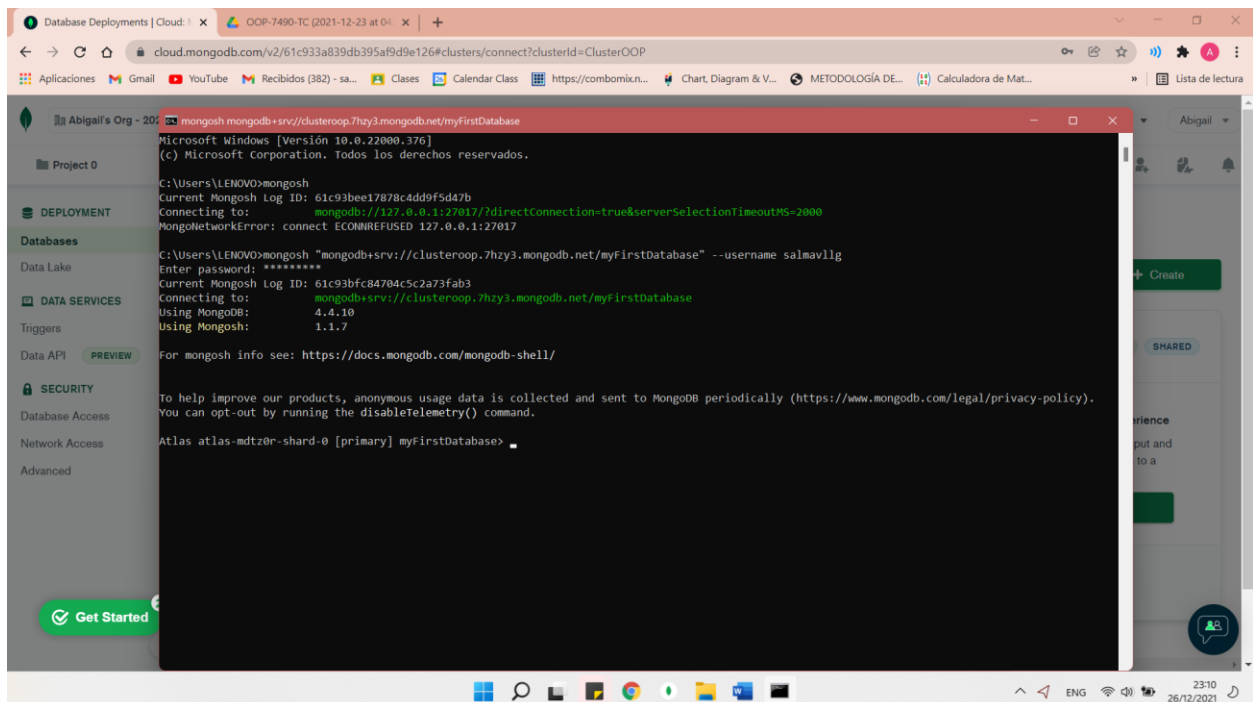 Database Deployments | Cloud: M
OOP-7490-TC (2021-12-23 at 04
cloud.mongodb.com/v2/61c933a839db395af9d9e126#clusters/connect?clusterId=ClusterOOP
Aplicaciones
Gmail
YouTube
Recibidos (382) - sa...
Clases
Calendar Class
https://combomix.n...
Chart, Diagram & V...
METODOLOGÍA DE...
Calculadora de Mat...
»
Lista de lectura
Abigail's Org - 202
Abigail
Project 0
DEPLOYMENT
Databases
Data Lake
DATA SERVICES
Triggers
Data API PREVIEW
SECURITY
Database Access
Network Access
Advanced
Get Started
mongosh mongodb+srv://clusteroop.7hzy3.mongodb.net/myFirstDatabase
Microsoft Windows [Versión 10.0.22000.376]
(c) Microsoft Corporation. Todos los derechos reservados.
C:\Users\LENOVO>mongosh
Current Mongosh Log ID: 61c93bee17878c4dd9f5d47b
Connecting to: mongodb://127.0.0.1:27017/?directConnection=true&serverSelectionTimeoutMS=2000
MongoNetworkError: connect ECONNREFUSED 127.0.0.1:27017
C:\Users\LENOVO>mongosh "mongodb+srv://clusteroop.7hzy3.mongodb.net/myFirstDatabase" --username salmavllg
Enter password: *********
Current Mongosh Log ID: 61c93bfc84704c5c2a73fab3
Connecting to: mongodb+srv://clusteroop.7hzy3.mongodb.net/myFirstDatabase
Using MongoDB: 4.4.10
Using Mongosh: 1.1.7
For mongosh info see: https://docs.mongodb.com/mongodb-shell/
To help improve our products, anonymous usage data is collected and sent to MongoDB periodically (https://www.mongodb.com/legal/privacy-policy).
You can opt-out by running the disableTelemetry() command.
Atlas atlas-mdtz0r-shard-0 [primary] myFirstDatabase>
+ Create
SHARED
erience
put and
to a
ENG
23:10
26/12/2021